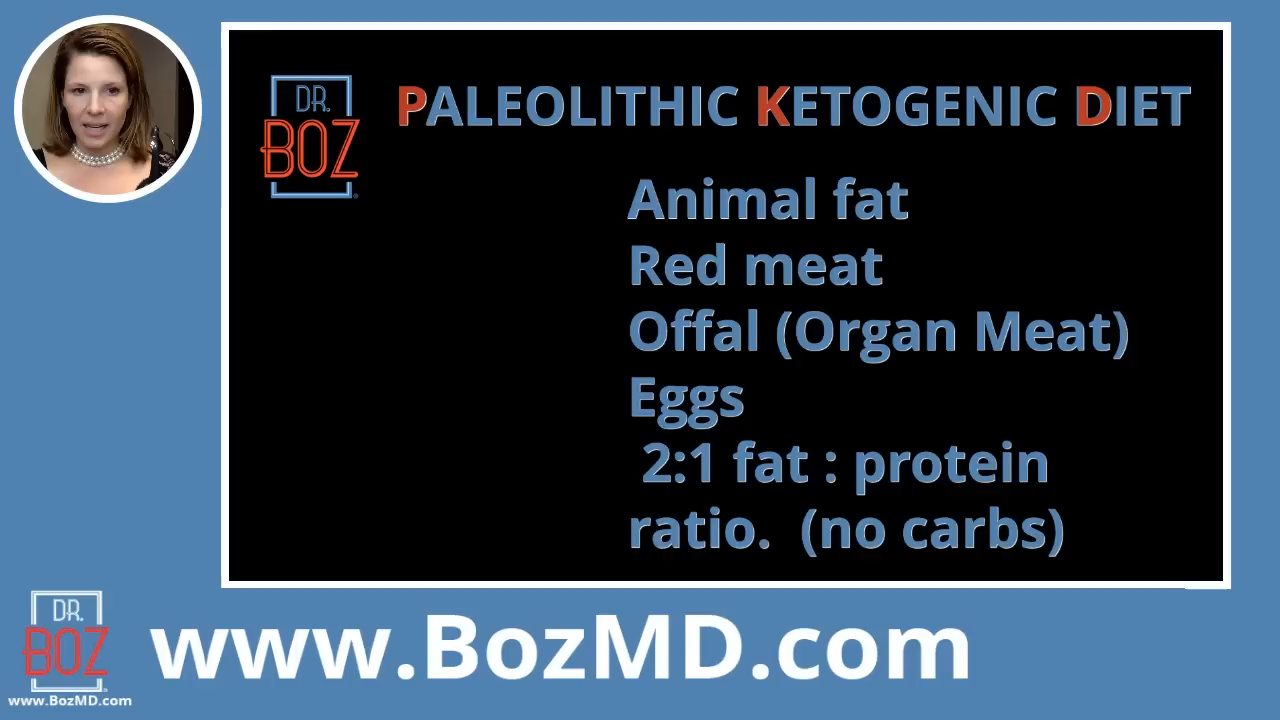 DR.
BOZ
PALEOLITHIC KETOGENIC DIET
Animal fat
Red meat
Offal (Organ Meat)
Eggs
2:1 fat : protein
ratio. (no carbs)
DR.
BOZ
www.BozMD.com
www.BozMD.com